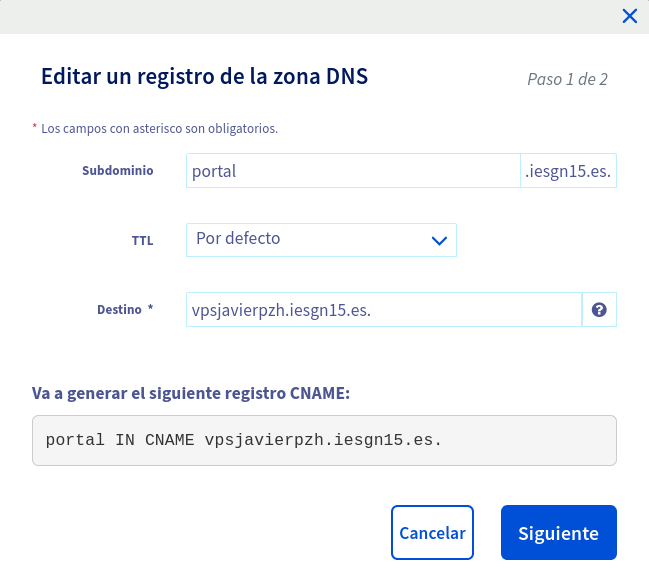 Editar un registro de la zona DNS
Paso 1 de 2
* Los campos con asterisco son obligatorios.
Subdominio portal .iesgn15.es.
TTL Por defecto
Destino * vpsjavierpzh.iesgn15.es. ?
Va a generar el siguiente registro CNAME:
portal IN CNAME vpsjavierpzh.iesgn15.es.
Cancelar Siguiente